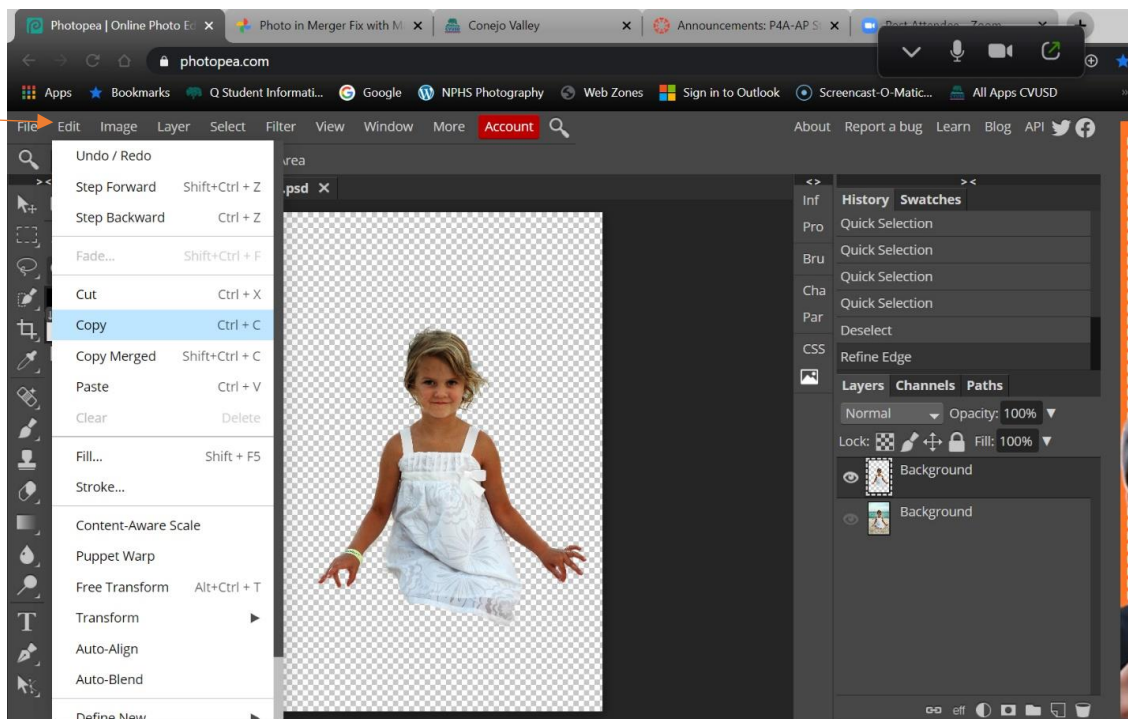 Photopea | Online Photo Ed Photo in Merger Fix with M Conejo Valley Announcements: P4A-AP S Post Attendee - Zoom
photopea.com
Apps Bookmarks Q Student Informati... Google NPHS Photography Web Zones Sign in to Outlook Screencast-O-Matic... All Apps CVUSD
File Edit Image Layer Select Filter View Window More Account About Report a bug Learn Blog API
Undo / Redo
Step Forward Shift+Ctrl + Z
Step Backward Ctrl + Z
Fade... Shift+Ctrl + F
Cut Ctrl + X
Copy Ctrl + C
Copy Merged Shift+Ctrl + C
Paste Ctrl + V
Clear Delete
Fill... Shift + F5
Stroke...
Content-Aware Scale
Puppet Warp
Free Transform Alt+Ctrl + T
Transform
Auto-Align
Auto-Blend
Define New
rea
.psd
Inf
Pro
Bru
Cha
Par
CSS
History Swatches
Quick Selection
Quick Selection
Quick Selection
Quick Selection
Deselect
Refine Edge
Layers Channels Paths
Normal Opacity: 100%
Lock: Fill: 100%
Background
Background
eff